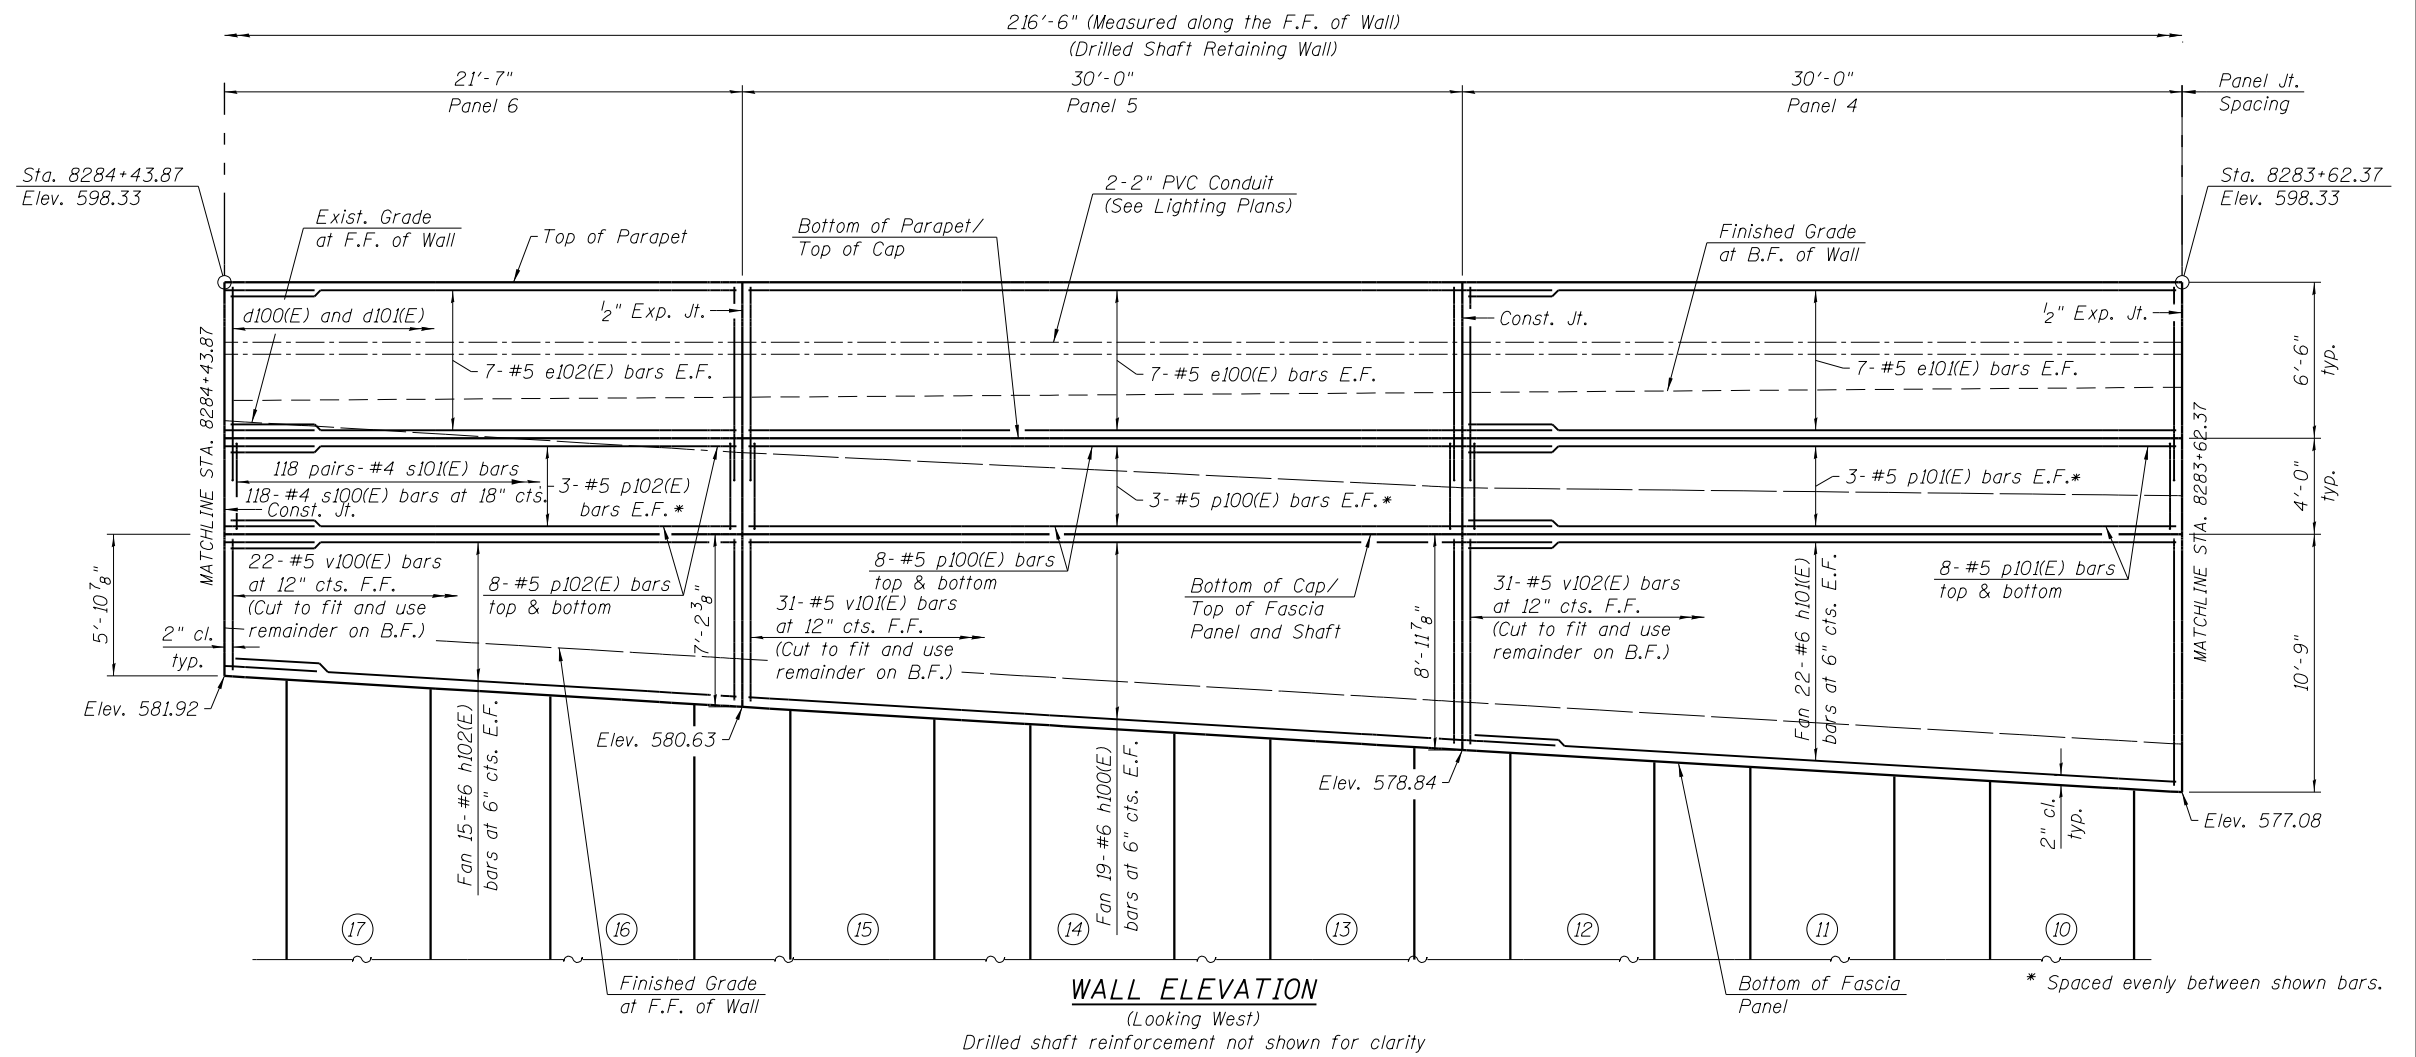 216'-6" (Measured along the F.F. of Wall)
(Drilled Shaft Retaining Wall)
21'-7"
Panel 6
30'-0"
Panel 5
30'-0"
Panel 4
Panel Jt.
Spacing
Sta. 8284+43.87
Elev. 598.33
Exist. Grade
at F.F. of Wall
Top of Parapet
Bottom of Parapet/
Top of Cap
2-2" PVC Conduit
(See Lighting Plans)
Finished Grade
at B.F. of Wall
Sta. 8283+62.37
Elev. 598.33
d100(E) and d101(E)
1/2" Exp. Jt.
Const. Jt.
1/2" Exp. Jt.
7-#5 e102(E) bars E.F.
7-#5 e100(E) bars E.F.
7-#5 e101(E) bars E.F.
6'-6"
typ.
MATCHLINE STA. 8284+43.87
118 pairs-#4 s101(E) bars
118-#4 s100(E) bars at 18" cts.
Const. Jt.
3-#5 p102(E)
bars E.F.*
3-#5 p100(E) bars E.F.*
3-#5 p101(E) bars E.F.*
4'-0"
typ.
MATCHLINE STA. 8283+62.37
5'-10 7/8"
2" cl.
typ.
22-#5 v100(E) bars
at 12" cts. F.F.
(Cut to fit and use
remainder on B.F.)
8-#5 p102(E) bars
top & bottom
7'-2 3/8"
8-#5 p100(E) bars
top & bottom
31-#5 v101(E) bars
at 12" cts. F.F.
(Cut to fit and use
remainder on B.F.)
Bottom of Cap/
Top of Fascia
Panel and Shaft
8'-11 7/8"
31-#5 v102(E) bars
at 12" cts. F.F.
(Cut to fit and use
remainder on B.F.)
Fan 22-#6 h101(E)
bars at 6" cts. E.F.
8-#5 p101(E) bars
top & bottom
10'-9"
Elev. 581.92
Fan 15-#6 h102(E)
bars at 6" cts. E.F.
Elev. 580.63
Fan 19-#6 h100(E)
bars at 6" cts. E.F.
Elev. 578.84
2" cl.
typ.
Elev. 577.08
17
16
15
14
13
12
11
10
Finished Grade
at F.F. of Wall
Bottom of Fascia
Panel
* Spaced evenly between shown bars.
WALL ELEVATION
(Looking West)
Drilled shaft reinforcement not shown for clarity